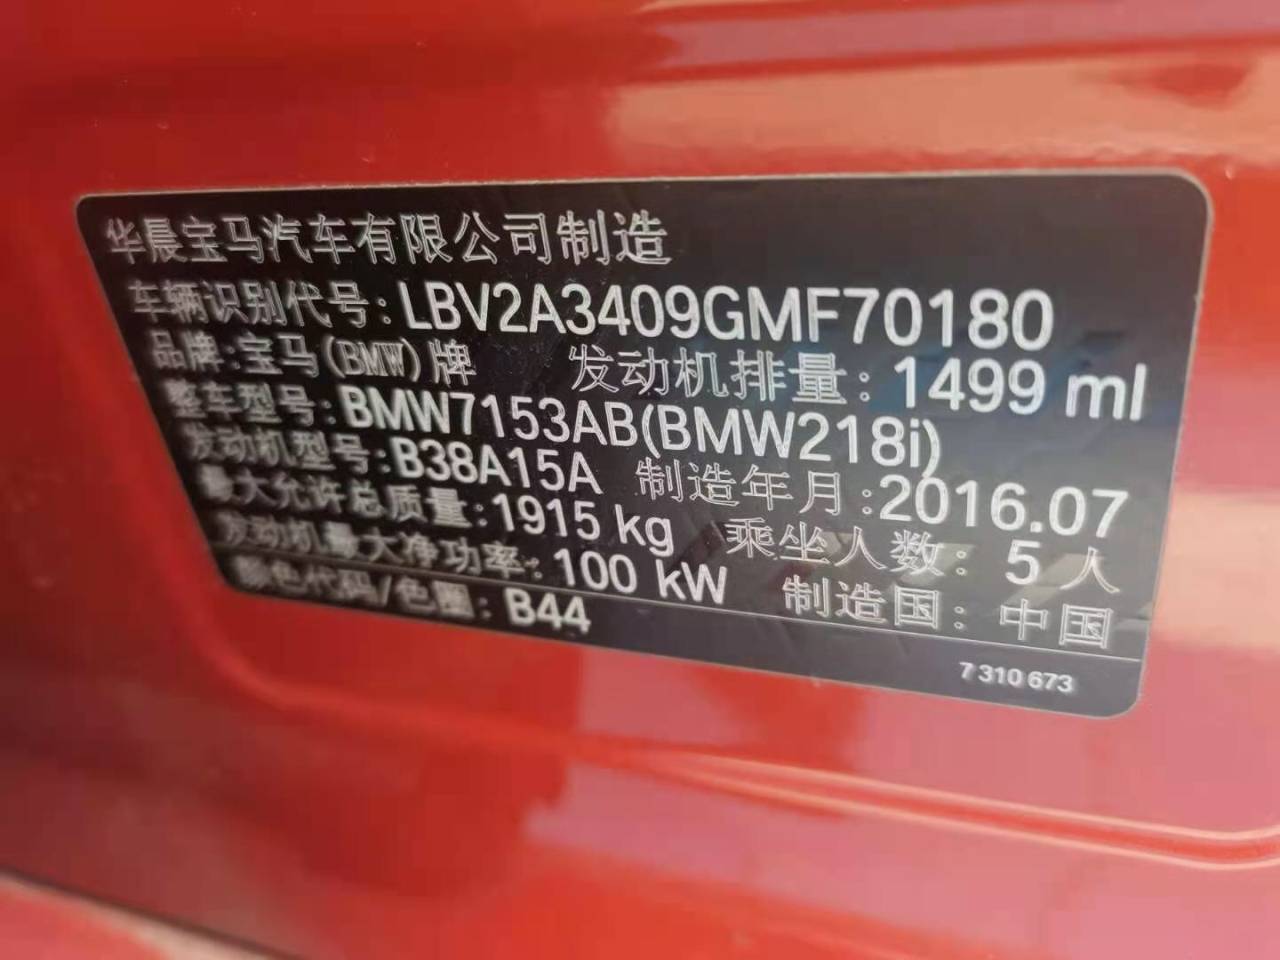 华晨宝马汽车有限公司制造
车辆识别代号:LBV2A3409GMF70180
品牌:宝马(BMW)牌 发动机排量:1499 ml
整车型号:BMW7153AB(BMW218i)
发动机型号:B38A15A 制造年月:2016.07
最大允许总质量:1915 kg 乘坐人数:5 人
发动机最大净功率:100 kW 制造国:中国
颜色代码/色圈:B44
7 310 673